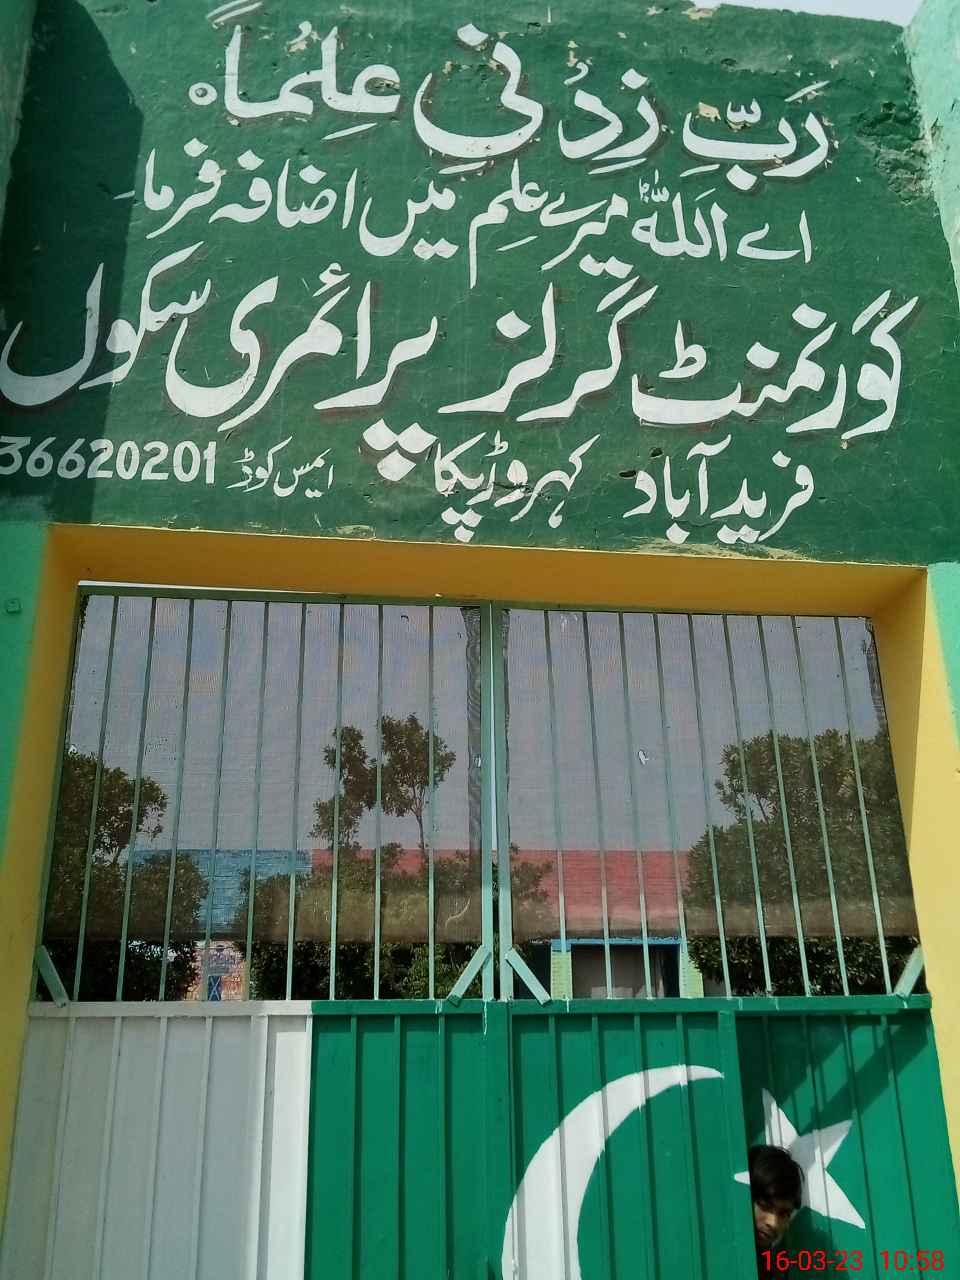 رَبِّ زِدْنِی عِلْماً ہ
اے اللہ میرے علم میں اضافہ فرما۔
گورنمنٹ گرلز پرائمری سکول
فرید آباد کہروڑپکا ایمس کوڈ 36620201
16-03-23 10:58